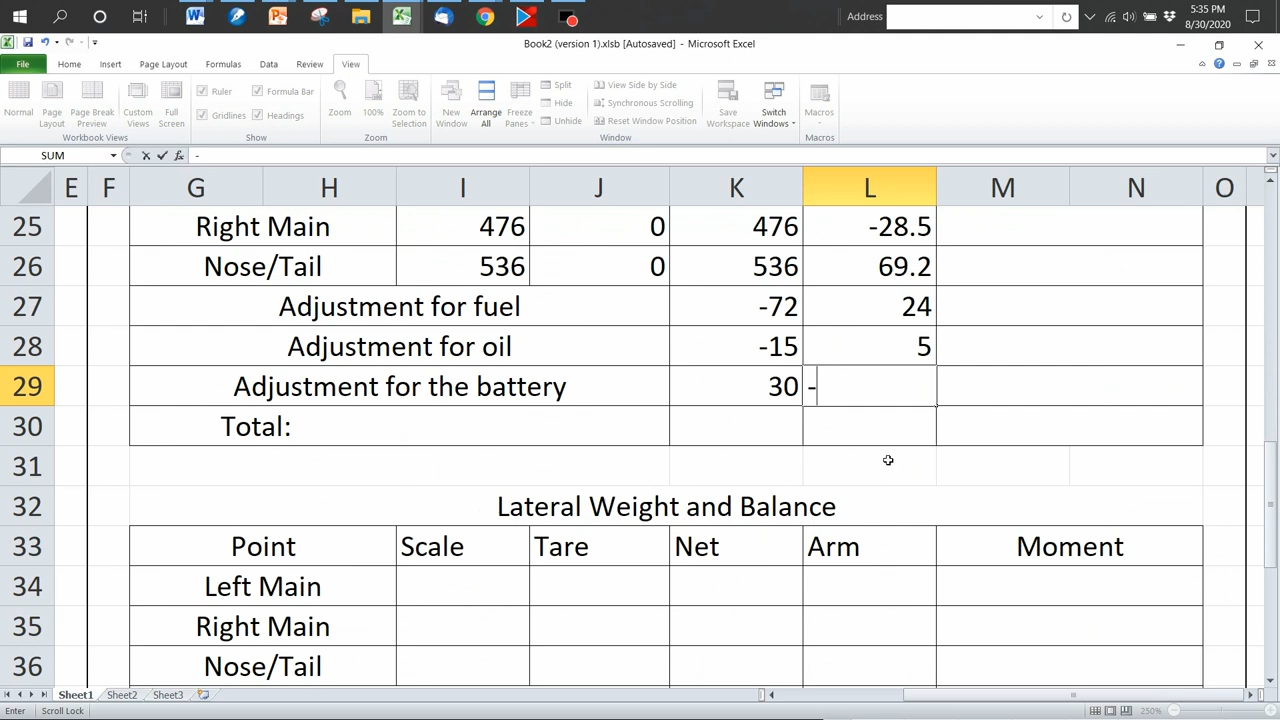 Address
5:35 PM
8/30/2020
Book2 (version 1).xlsb [Autosaved] - Microsoft Excel
File Home Insert Page Layout Formulas Data Review View
Normal Page Layout Page Break Preview Custom Views Full Screen
Workbook Views
Ruler Formula Bar
Gridlines Headings
Show
Zoom 100% Zoom to Selection
Zoom
New Window Arrange All Freeze Panes
Split View Side by Side
Hide Synchronous Scrolling
Unhide Reset Window Position
Save Workspace Switch Windows
Window
Macros
Macros
SUM fx -
E F G H I J K L M N O
25 Right Main 476 0 476 -28.5
26 Nose/Tail 536 0 536 69.2
27 Adjustment for fuel -72 24
28 Adjustment for oil -15 5
29 Adjustment for the battery 30 -
30 Total:
31
32 Lateral Weight and Balance
33 Point Scale Tare Net Arm Moment
34 Left Main
35 Right Main
36 Nose/Tail
Sheet1 Sheet2 Sheet3
Enter Scroll Lock 250%